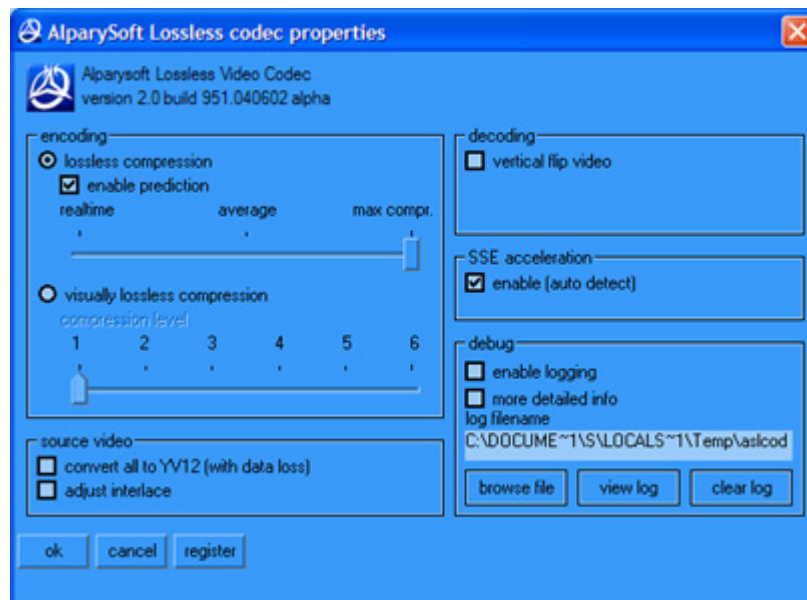 AlparySoft Lossless codec properties
Alparysoft Lossless Video Codec
version 2.0 build 951.040602 alpha
encoding
lossless compression
enable prediction
realtime average max compr.
visually lossless compression
compression level
1 2 3 4 5 6
source video
convert all to YV12 (with data loss)
adjust interlace
decoding
vertical flip video
SSE acceleration
enable (auto detect)
debug
enable logging
more detailed info
log filename
C:\DOCUME~1\S\LOCALS~1\Temp\aslcod
browse file view log clear log
ok cancel register